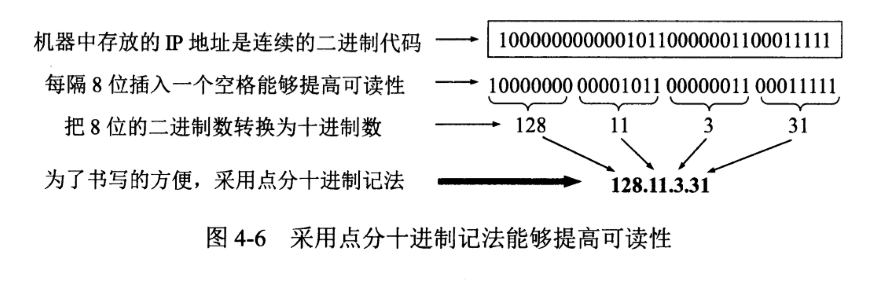 机器中存放的 IP 地址是连续的二进制代码 10000000000010110000001100011111
每隔 8 位插入一个空格能够提高可读性 10000000 00001011 00000011 00011111
把 8 位的二进制数转换为十进制数 128 11 3 31
为了书写的方便，采用点分十进制记法 128.11.3.31
图 4-6 采用点分十进制记法能够提高可读性